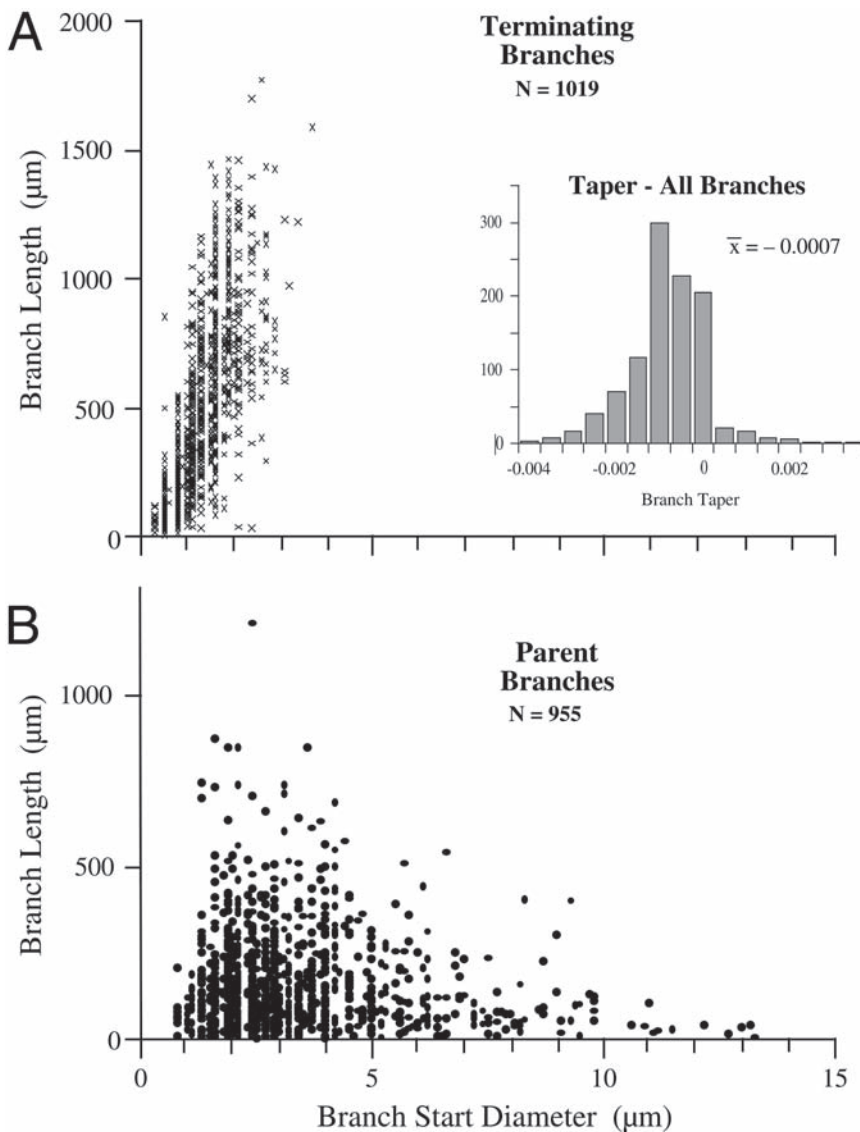 A
2000
1500
1000
500
0
Branch Length (μm)
Terminating
Branches
N = 1019
Taper - All Branches
x̄ = – 0.0007
300
200
100
0
-0.004
-0.002
0
0.002
Branch Taper
B
1000
500
0
Branch Length (μm)
Parent
Branches
N = 955
0
5
10
15
Branch Start Diameter (μm)